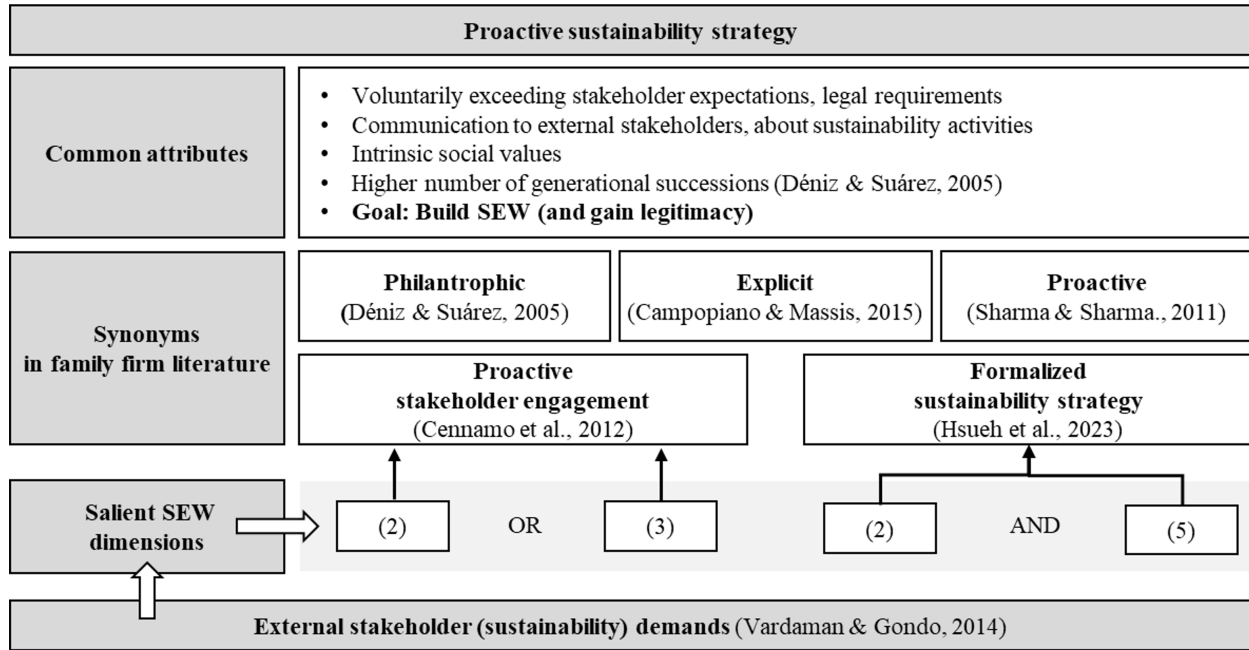 Proactive sustainability strategy
Common attributes
• Voluntarily exceeding stakeholder expectations, legal requirements
• Communication to external stakeholders, about sustainability activities
• Intrinsic social values
• Higher number of generational successions (Déniz & Suárez, 2005)
• Goal: Build SEW (and gain legitimacy)
Synonyms
in family firm literature
Philantrophic
(Déniz & Suárez, 2005)
Explicit
(Campopiano & Massis, 2015)
Proactive
(Sharma & Sharma., 2011)
Proactive
stakeholder engagement
(Cennamo et al., 2012)
Formalized
sustainability strategy
(Hsueh et al., 2023)
Salient SEW
dimensions
(2) OR (3)
(2) AND (5)
External stakeholder (sustainability) demands (Vardaman & Gondo, 2014)